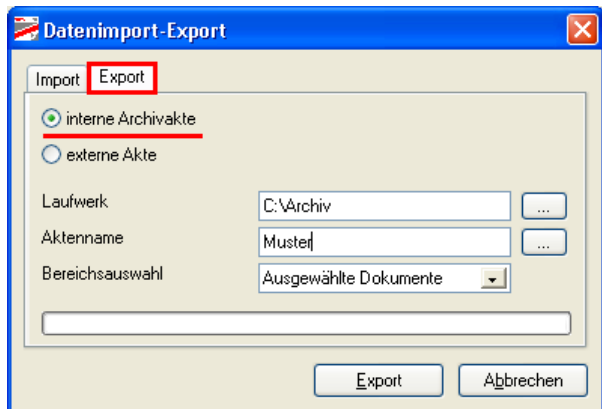 Datenimport-Export
Import Export
interne Archivakte
externe Akte
Laufwerk C:\Archiv ...
Aktenname Muster ...
Bereichsauswahl Ausgewählte Dokumente
Export Abbrechen